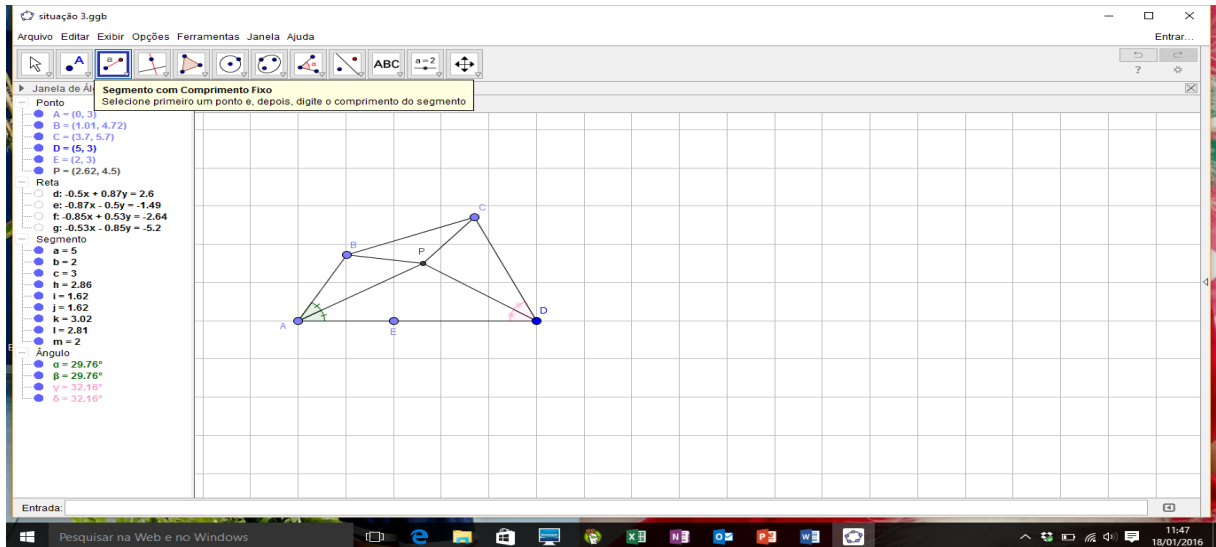 situação 3.ggb
Arquivo Editar Exibir Opções Ferramentas Janela Ajuda
Entrar...
A
a
ABC
a=2
Segmento com Comprimento Fixo
Selecione primeiro um ponto e, depois, digite o comprimento do segmento
Janela de Ál
Ponto
A = (0, 3)
B = (1.01, 4.72)
C = (3.7, 5.7)
D = (5, 3)
E = (2, 3)
P = (2.62, 4.5)
Reta
d: -0.5x + 0.87y = 2.6
e: -0.87x - 0.5y = -1.49
f: -0.85x + 0.53y = -2.64
g: -0.53x - 0.85y = -5.2
Segmento
a = 5
b = 2
c = 3
h = 2.86
i = 1.62
j = 1.62
k = 3.02
l = 2.81
m = 2
Ângulo
α = 29.76°
β = 29.76°
γ = 32.16°
δ = 32.16°
C
B
P
A
E
D
Entrada:
Pesquisar na Web e no Windows
11:47
18/01/2016